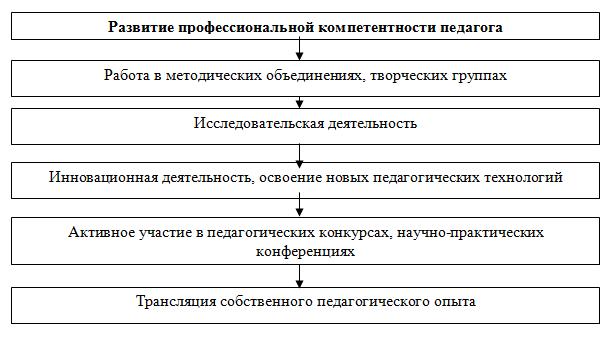 Развитие профессиональной компетентности педагога
Работа в методических объединениях, творческих группах
Исследовательская деятельность
Инновационная деятельность, освоение новых педагогических технологий
Активное участие в педагогических конкурсах, научно-практических
конференциях
Трансляция собственного педагогического опыта